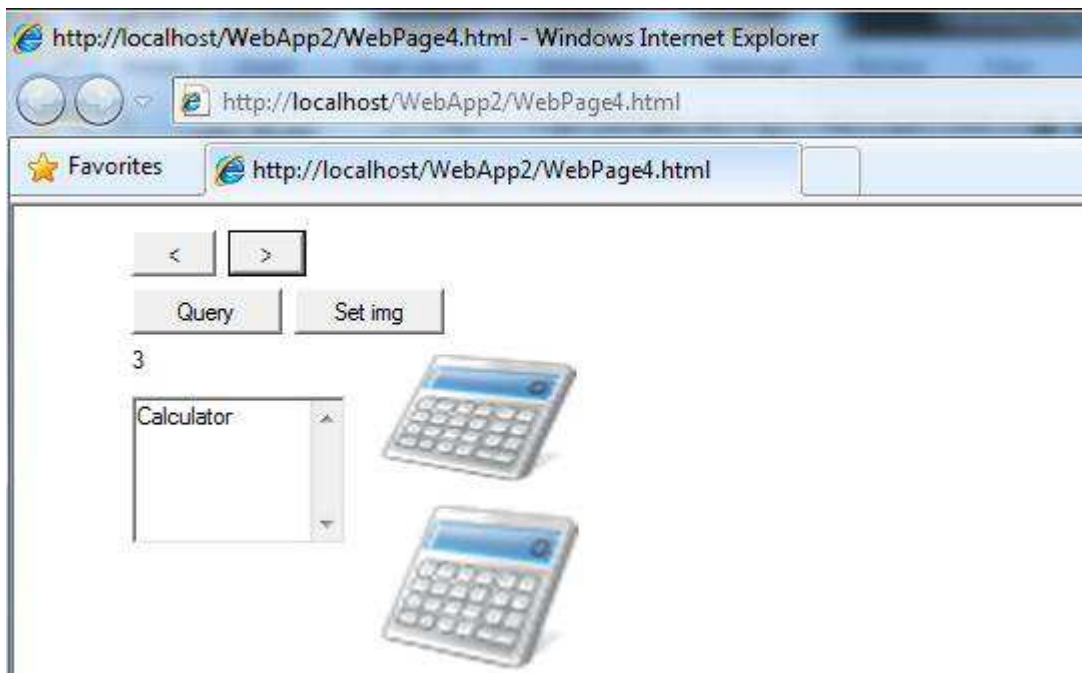 http://localhost/WebApp2/WebPage4.html - Windows Internet Explorer
http://localhost/WebApp2/WebPage4.html
Favorites http://localhost/WebApp2/WebPage4.html
< >
Query Set img
3
Calculator